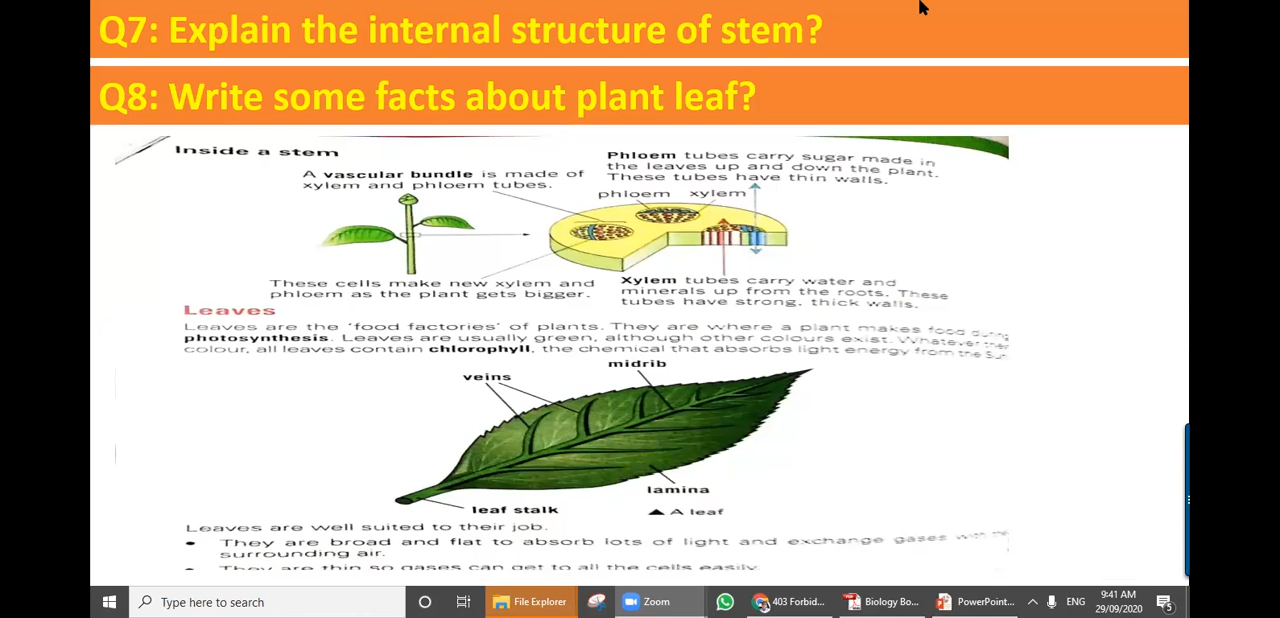 Q7: Explain the internal structure of stem?
Q8: Write some facts about plant leaf?
Inside a stem
A vascular bundle is made of
xylem and phloem tubes.
Phloem tubes carry sugar made in
the leaves up and down the plant.
These tubes have thin walls.
phloem xylem
These cells make new xylem and
phloem as the plant gets bigger.
Xylem tubes carry water and
minerals up from the roots. These
tubes have strong, thick walls.
Leaves
Leaves are the 'food factories' of plants. They are where a plant makes food during
photosynthesis. Leaves are usually green, although other colours exist. Whatever their
colour, all leaves contain chlorophyll, the chemical that absorbs light energy from the Sun
veins
midrib
lamina
leaf stalk
▲ A leaf
Leaves are well suited to their job.
• They are broad and flat to absorb lots of light and exchange gases with the
surrounding air.
• They are thin so gases can get to all the cells easily.
Type here to search
File Explorer
Zoom
403 Forbid...
Biology Bo...
PowerPoint...
ENG
9:41 AM
29/09/2020
5